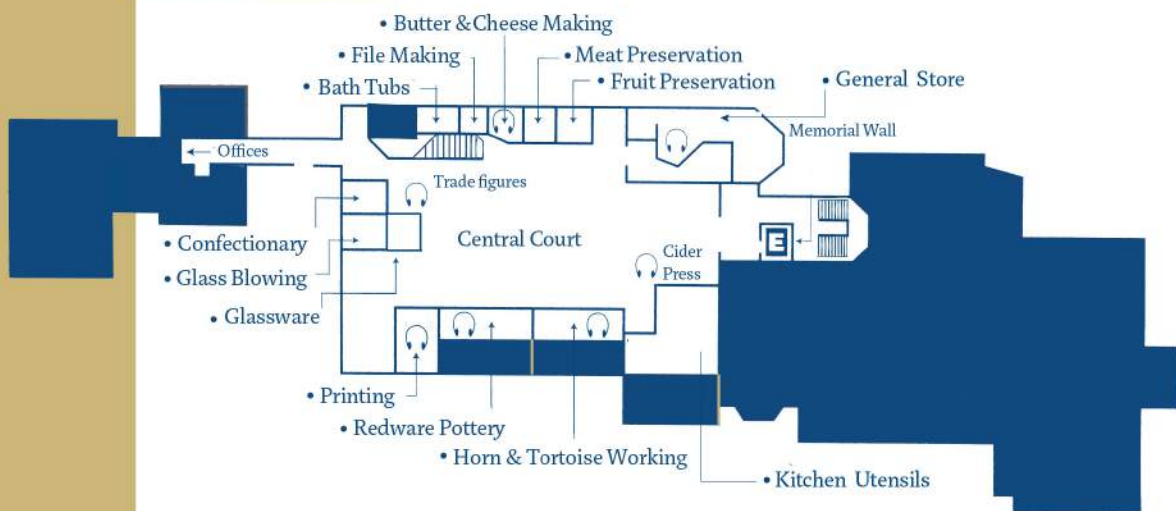 • Butter & Cheese Making
• File Making
• Meat Preservation
• Bath Tubs
• Fruit Preservation
• General Store
Memorial Wall
Offices
Trade figures
• Confectionary
Central Court
E
• Glass Blowing
Cider
Press
• Glassware
• Printing
• Redware Pottery
• Horn & Tortoise Working
• Kitchen Utensils